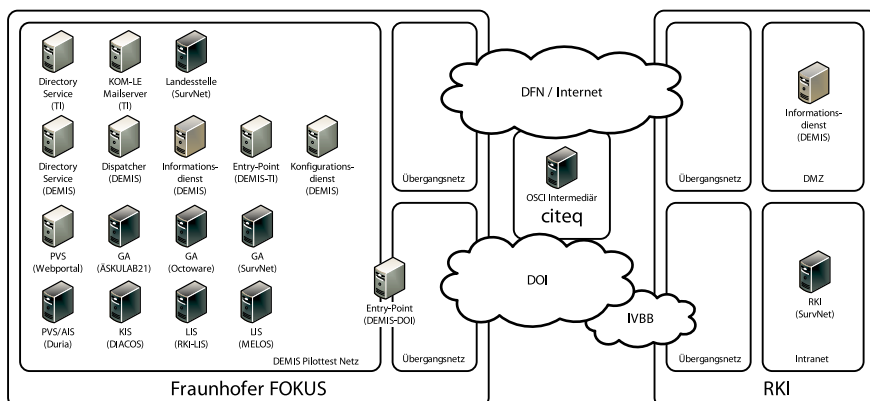 Directory
Service
(TI)
KOM-LE
Mailserver
(TI)
Landesstelle
(SurvNet)
Directory
Service
(DEMIS)
Dispatcher
(DEMIS)
Informations-
dienst
(DEMIS)
Entry-Point
(DEMIS-TI)
Konfigurations-
dienst
(DEMIS)
PVS
(Webportal)
GA
(ÄSKULAB21)
GA
(Octoware)
GA
(SurvNet)
PVS/AIS
(Duria)
KIS
(DIACOS)
LIS
(RKI-LIS)
LIS
(MELOS)
DEMIS Pilottest Netz
Entry-Point
(DEMIS-DOI)
Übergangsnetz
Übergangsnetz
Fraunhofer FOKUS
DFN / Internet
OSCI Intermediär
citeq
DOI
IVBB
Übergangsnetz
Informations-
dienst
(DEMIS)
DMZ
Übergangsnetz
RKI
(SurvNet)
Intranet
RKI